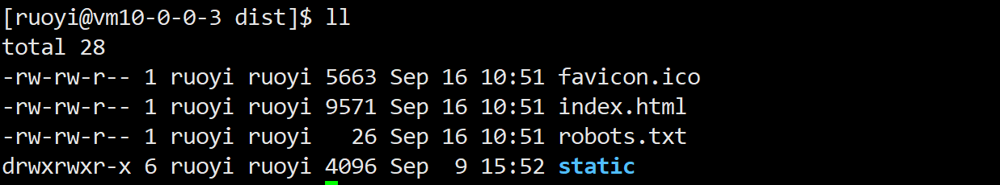 [ruoyi@vm10-0-0-3 dist]$ ll
total 28
-rw-rw-r-- 1 ruoyi ruoyi 5663 Sep 16 10:51 favicon.ico
-rw-rw-r-- 1 ruoyi ruoyi 9571 Sep 16 10:51 index.html
-rw-rw-r-- 1 ruoyi ruoyi   26 Sep 16 10:51 robots.txt
drwxrwxr-x 6 ruoyi ruoyi 4096 Sep  9 15:52 static